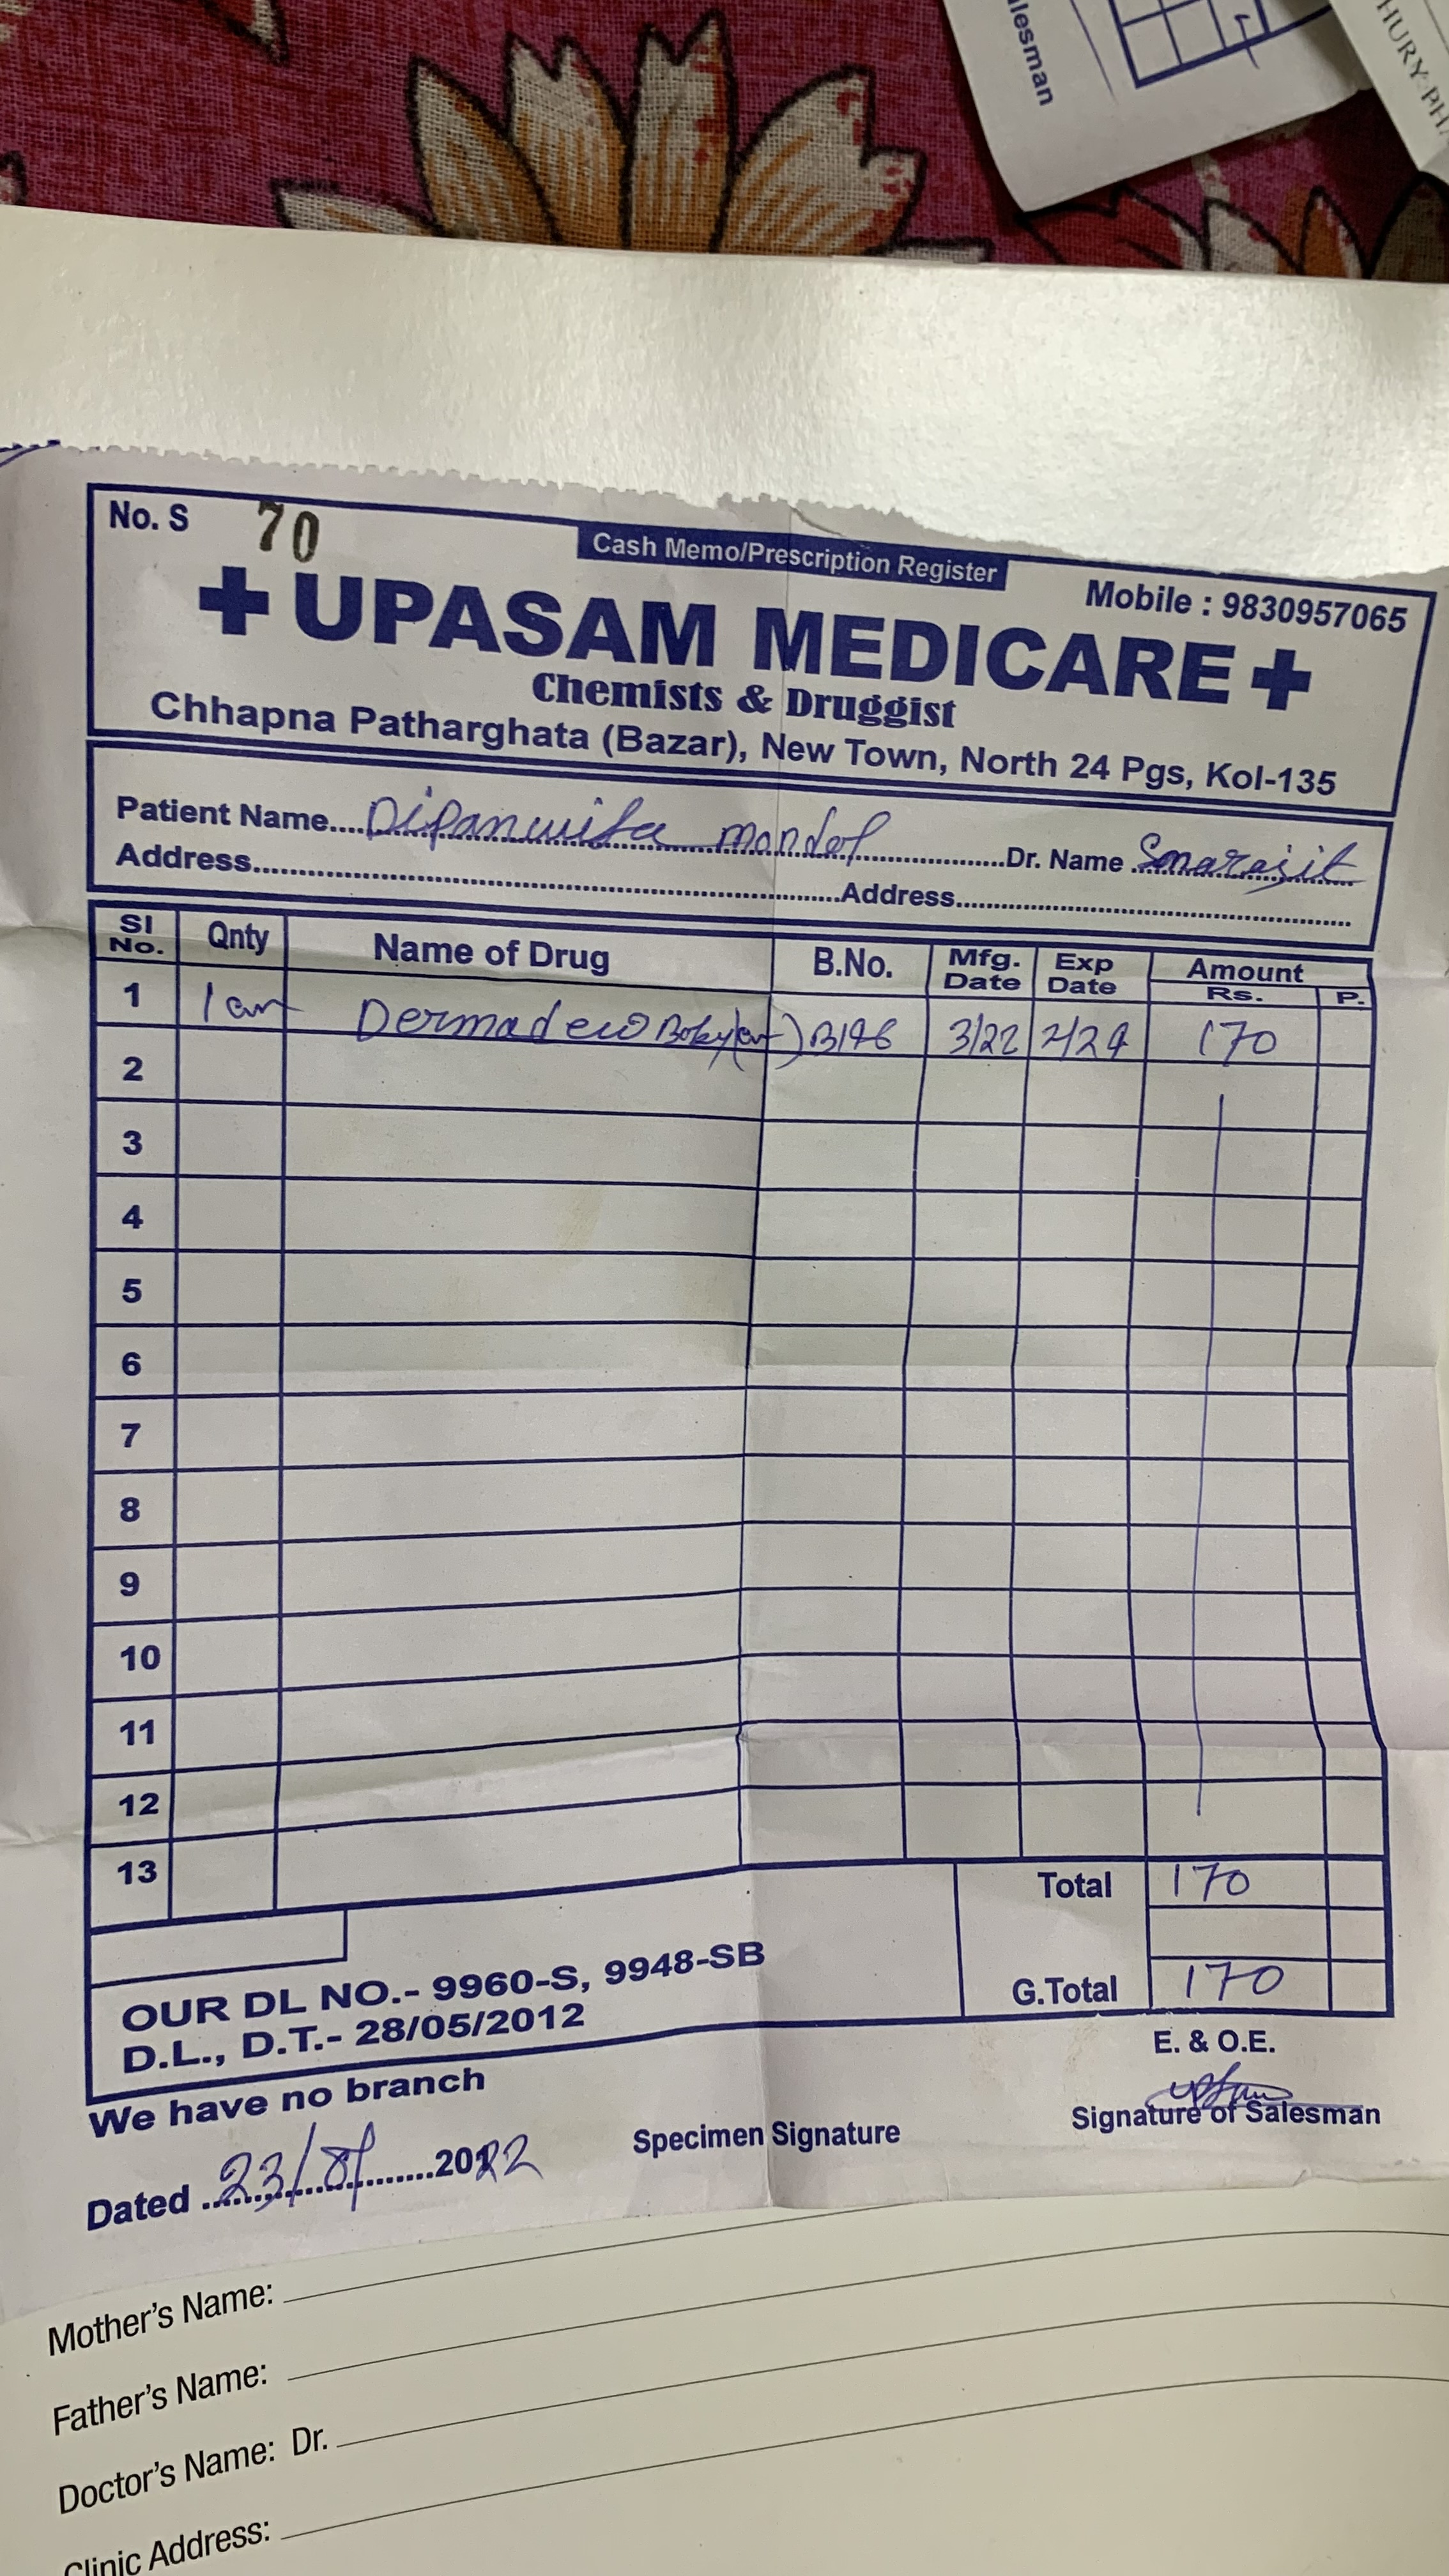 lesman
HURY PH
No. S 70
Cash Memo/Prescription Register
Mobile : 9830957065
+ UPASAM MEDICARE +
Chemists & Druggist
Chhapna Patharghata (Bazar), New Town, North 24 Pgs, Kol-135
Patient Name.... Dipanwita mondal Dr. Name Smarajit
Address Address
Sl No. Qnty Name of Drug B.No. Mfg. Date Exp Date Amount Rs. P.
1 1 Dermadew Baby 3/22 2/24 170
2
3
4
5
6
7
8
9
10
11
12
13
Total 170
G.Total 170
OUR DL NO.- 9960-S, 9948-SB
D.L., D.T.- 28/05/2012
E. & O.E.
We have no branch
Specimen Signature
Signature of Salesman
Dated 23/8/ 2022
Mother's Name:
Father's Name:
Doctor's Name: Dr.
Clinic Address: